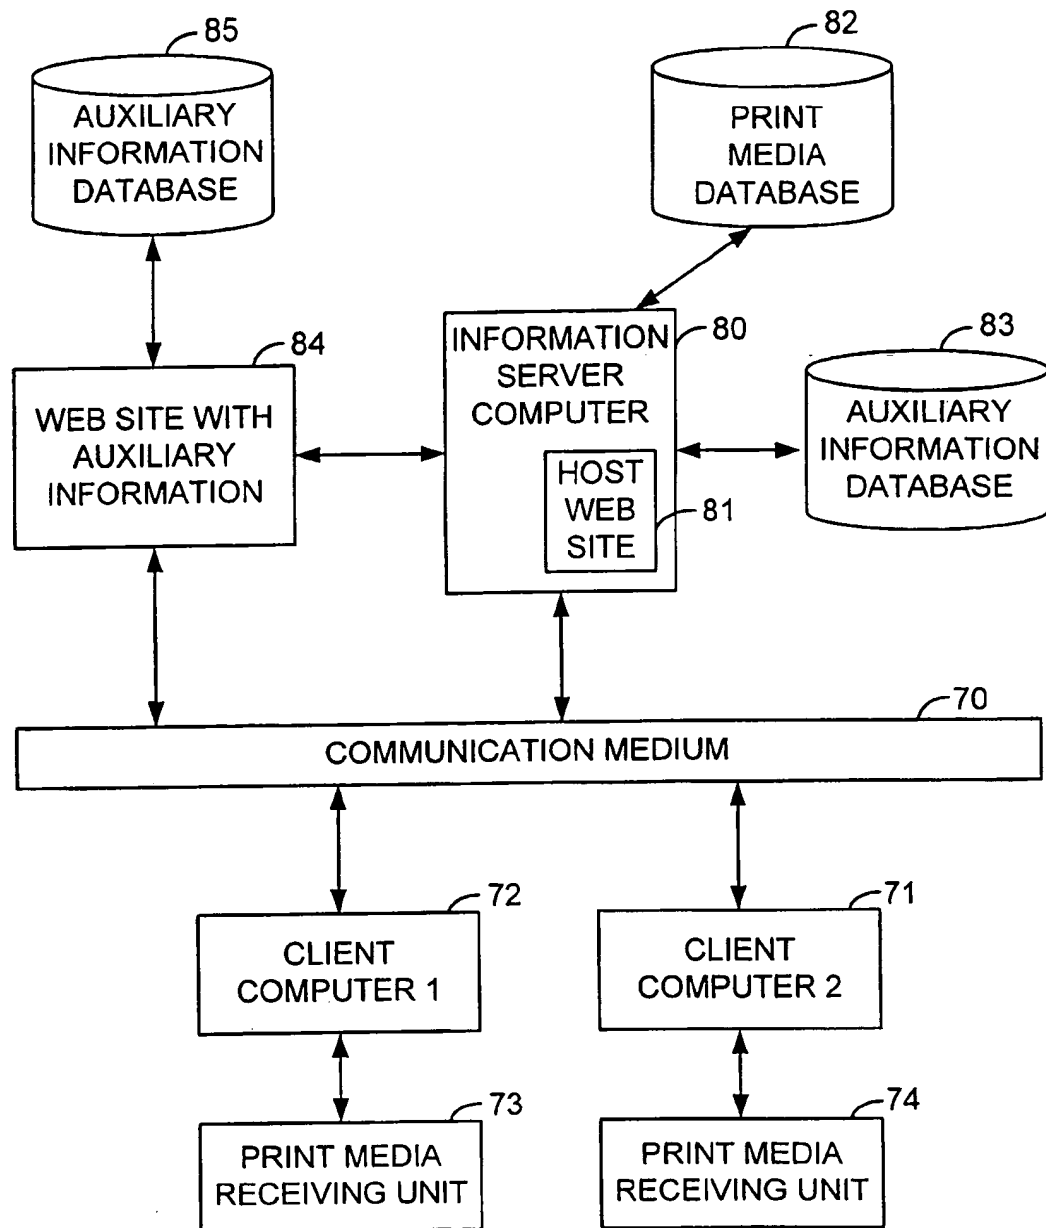 85
AUXILIARY
INFORMATION
DATABASE
82
PRINT
MEDIA
DATABASE
84
WEB SITE WITH
AUXILIARY
INFORMATION
80
INFORMATION
SERVER
COMPUTER
81
HOST
WEB
SITE
83
AUXILIARY
INFORMATION
DATABASE
70
COMMUNICATION MEDIUM
72
CLIENT
COMPUTER 1
71
CLIENT
COMPUTER 2
73
PRINT MEDIA
RECEIVING UNIT
74
PRINT MEDIA
RECEIVING UNIT